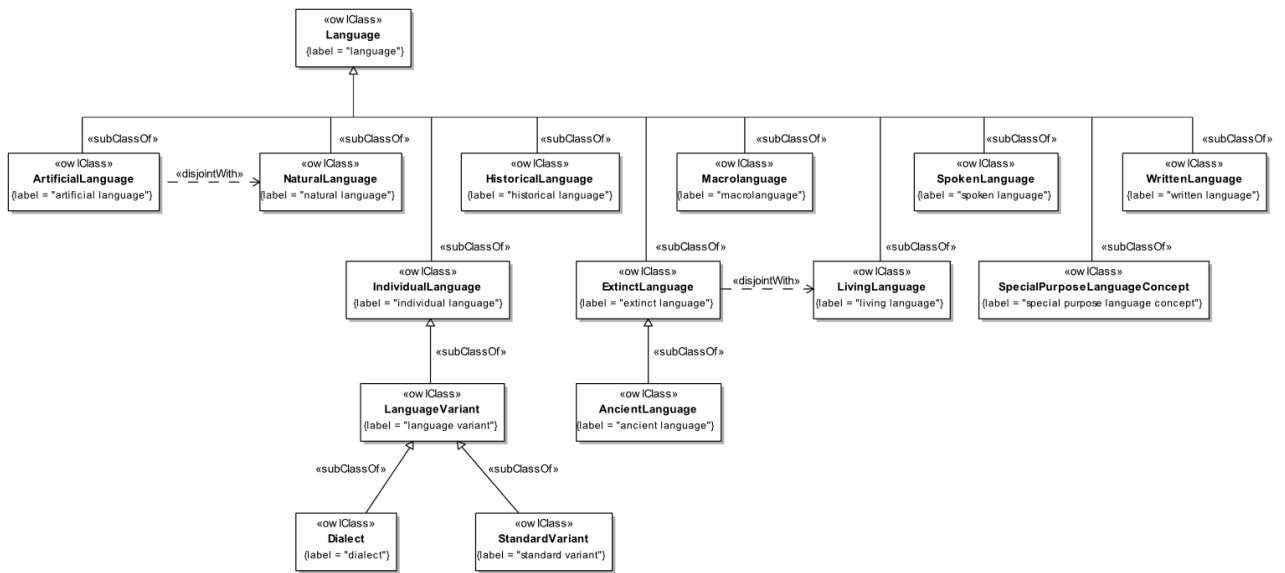 «owlClass»
Language
{label = "language"}
«subClassOf»
«subClassOf»
«subClassOf»
«subClassOf»
«subClassOf»
«subClassOf»
«owlClass»
ArtificialLanguage
{label = "artificial language"}
«disjointWith»
«owlClass»
NaturalLanguage
{label = "natural language"}
«owlClass»
HistoricalLanguage
{label = "historical language"}
«owlClass»
Macrolanguage
{label = "macrolanguage"}
«owlClass»
SpokenLanguage
{label = "spoken language"}
«owlClass»
WrittenLanguage
{label = "written language"}
«subClassOf»
«subClassOf»
«subClassOf»
«subClassOf»
«owlClass»
IndividualLanguage
{label = "individual language"}
«owlClass»
ExtinctLanguage
{label = "extinct language"}
«disjointWith»
«owlClass»
LivingLanguage
{label = "living language"}
«owlClass»
SpecialPurposeLanguageConcept
{label = "special purpose language concept"}
«subClassOf»
«subClassOf»
«owlClass»
LanguageVariant
{label = "language variant"}
«owlClass»
AncientLanguage
{label = "ancient language"}
«subClassOf»
«subClassOf»
«owlClass»
Dialect
{label = "dialect"}
«owlClass»
StandardVariant
{label = "standard variant"}